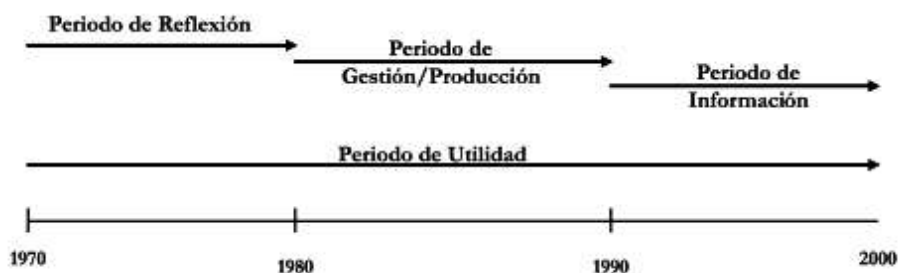 Periodo de Reflexión
Periodo de
Gestión/Producción
Periodo de
Información
Periodo de Utilidad
1970
1980
1990
2000